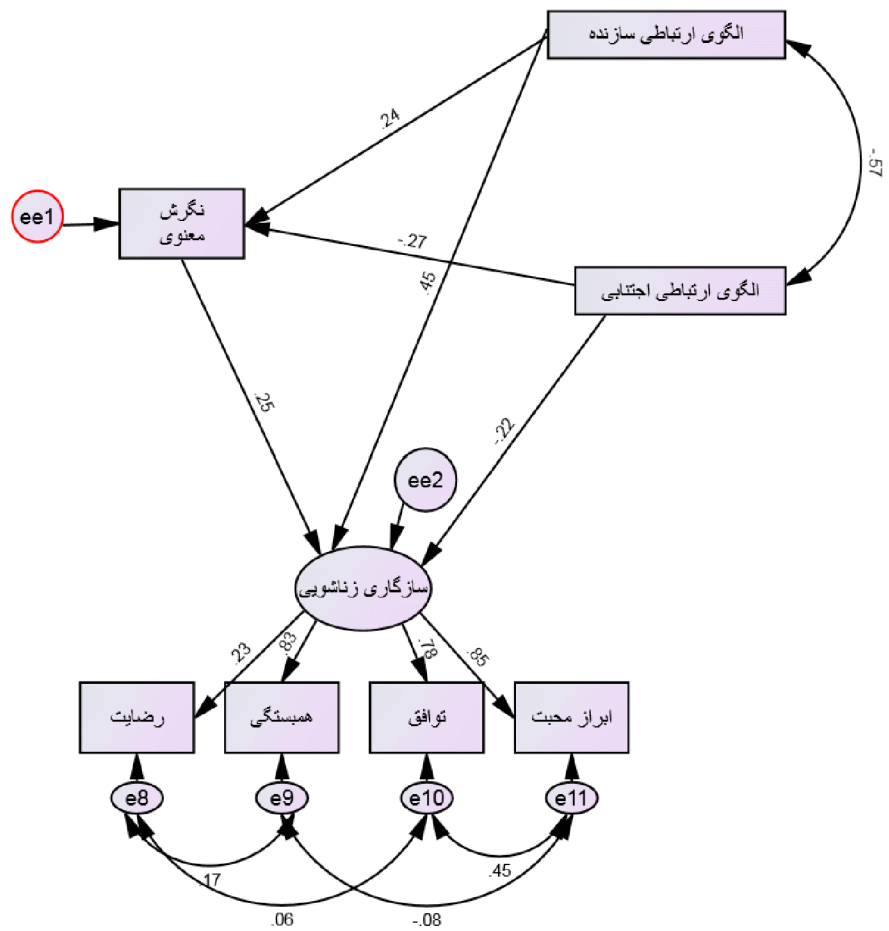 الگوی ارتباطی سازنده
.24
-.57
ee1
نگرش
معنوی
-.27
.45
الگوی ارتباطی اجتنابی
.25
-.22
ee2
سازگاری زناشویی
.23
.83
.78
.85
رضایت
همبستگی
توافق
ابراز محبت
e8
e9
e10
e11
.17
.45
.06
-.08